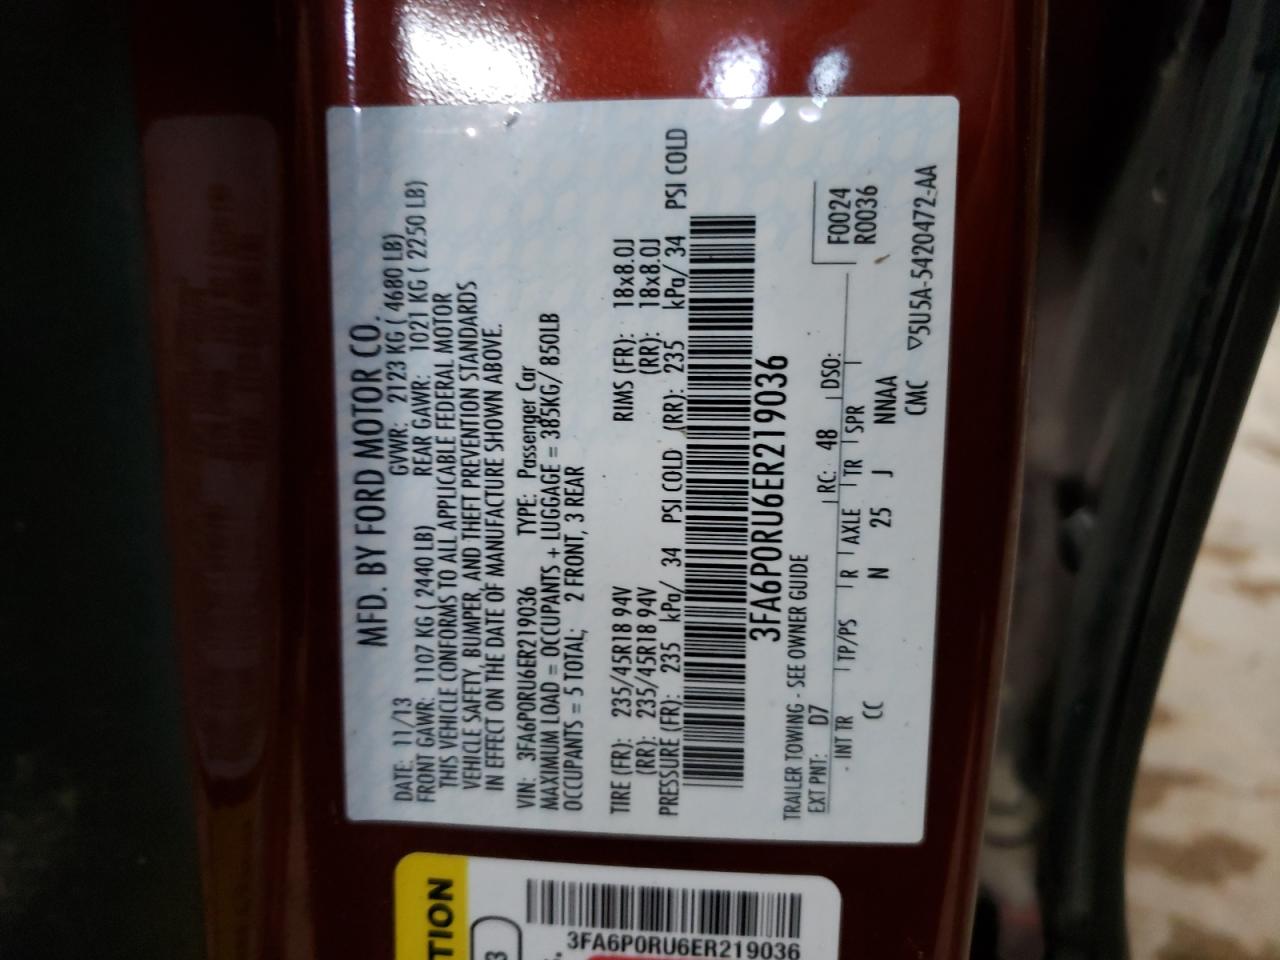 MFD. BY FORD MOTOR CO.
DATE: 11/13 GVWR: 2123 KG ( 4680 LB)
FRONT GAWR: 1107 KG ( 2440 LB) REAR GAWR: 1021 KG ( 2250 LB)
THIS VEHICLE CONFORMS TO ALL APPLICABLE FEDERAL MOTOR
VEHICLE SAFETY, BUMPER, AND THEFT PREVENTION STANDARDS
IN EFFECT ON THE DATE OF MANUFACTURE SHOWN ABOVE.
VIN: 3FA6P0RU6ER219036 TYPE: Passenger Car
MAXIMUM LOAD = OCCUPANTS + LUGGAGE = 385KG/ 850LB
OCCUPANTS = 5 TOTAL; 2 FRONT, 3 REAR
TIRE (FR): 235/45R18 94V RIMS (FR): 18x8.0J
(RR): 235/45R18 94V (RR): 18x8.0J
PRESSURE (FR): 235 kPa/ 34 PSI COLD (RR): 235 kPa/ 34 PSI COLD
3FA6P0RU6ER219036
TRAILER TOWING - SEE OWNER GUIDE
F0024
R0036
EXT PNT: D7 RC: 48 DSO:
INT TR TP/PS R AXLE TR SPR
CC N 25 J NNAA
CMC ▽5U5A-5420472-AA
TION
3
3FA6P0RU6ER219036